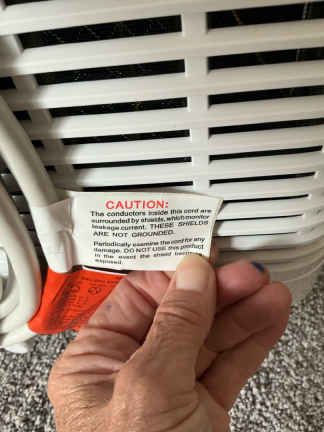 CAUTION:
The conductors inside this cord are
surrounded by shields, which monitor
leakage current. THESE SHIELDS
ARE NOT GROUNDED.
Periodically examine the cord for any
damage. DO NOT USE this product
in the event the shield becomes
exposed.